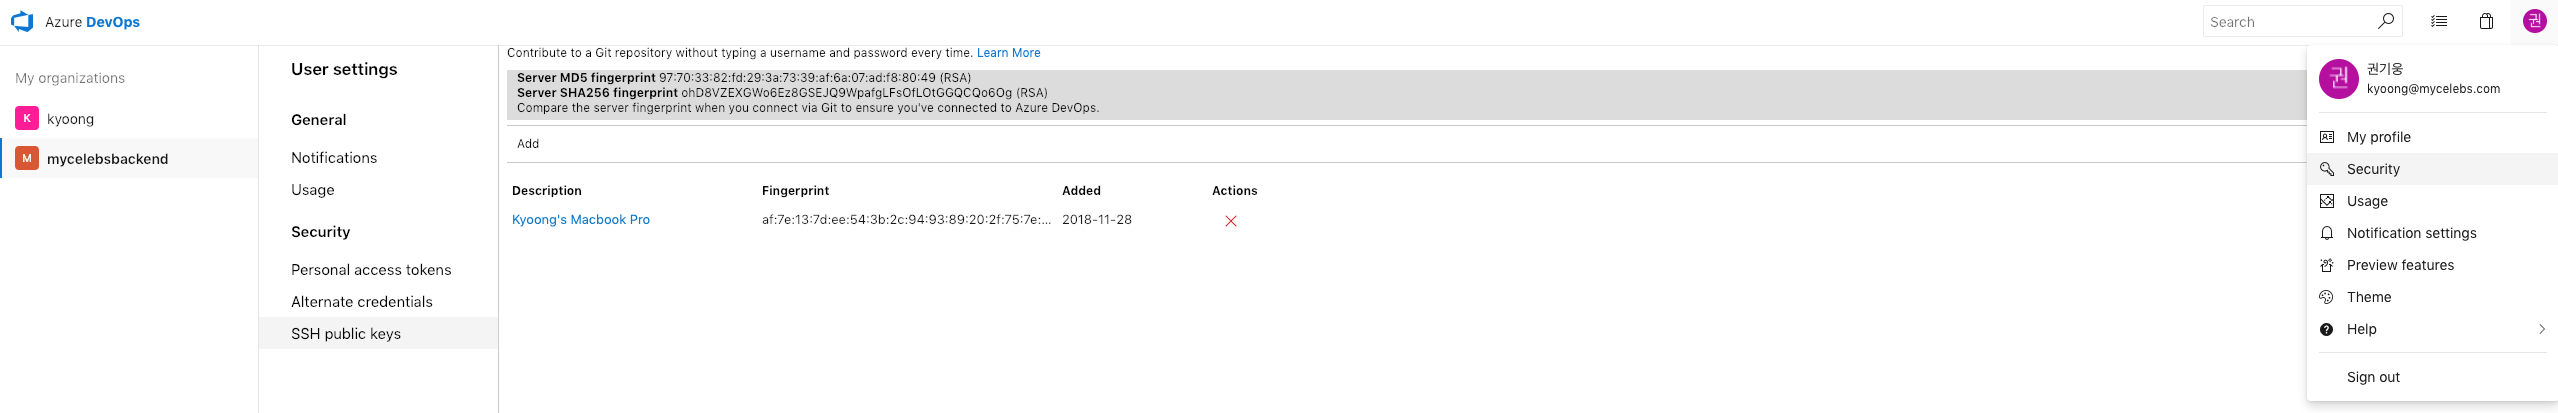 Azure DevOps
Search
권
My organizations
K kyoong
M mycelebsbackend
User settings
General
Notifications
Usage
Security
Personal access tokens
Alternate credentials
SSH public keys
Contribute to a Git repository without typing a username and password every time. Learn More
Server MD5 fingerprint 97:70:33:82:fd:29:3a:73:39:af:6a:07:ad:f8:80:49 (RSA)
Server SHA256 fingerprint ohD8VZEXGWo6Ez8GSEJQ9WpafgLFsOfLOtGGQCQo6Og (RSA)
Compare the server fingerprint when you connect via Git to ensure you've connected to Azure DevOps.
Add
Description Fingerprint Added Actions
Kyoong's Macbook Pro af:7e:13:7d:ee:54:3b:2c:94:93:89:20:2f:75:7e:... 2018-11-28
권
권기웅
kyoong@mycelebs.com
My profile
Security
Usage
Notification settings
Preview features
Theme
Help
Sign out